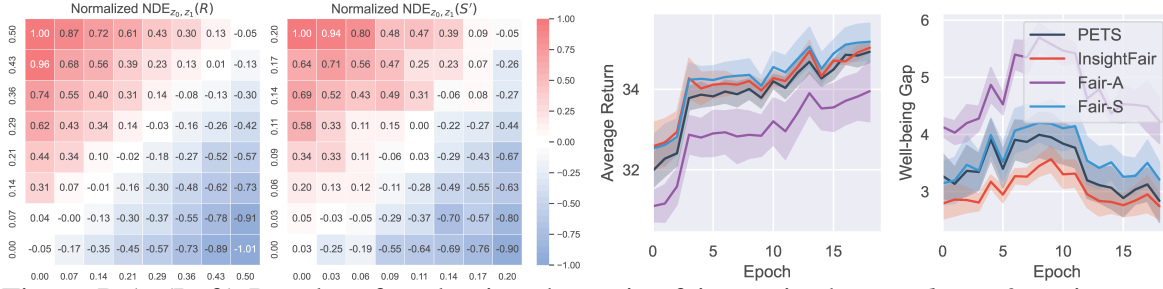 Normalized NDE_{z_0, z_1}(R)
0.50 1.00 0.87 0.72 0.61 0.43 0.30 0.13 -0.05
0.43 0.96 0.68 0.56 0.39 0.23 0.13 0.01 -0.13
0.36 0.74 0.55 0.40 0.31 0.14 -0.06 -0.14 -0.27
0.29 0.62 0.43 0.34 0.14 -0.03 -0.16 -0.26 -0.42
0.21 0.44 0.34 0.10 -0.02 -0.18 -0.27 -0.52 -0.57
0.14 0.31 0.07 -0.01 -0.16 -0.30 -0.48 -0.62 -0.73
0.07 0.04 -0.00 -0.13 -0.30 -0.37 -0.55 -0.78 -0.91
0.00 -0.05 -0.17 -0.35 -0.45 -0.57 -0.73 -0.89 -1.01
0.00 0.07 0.14 0.21 0.29 0.36 0.43 0.50
Normalized NDE_{z_0, z_1}(S′)
0.20 1.00 0.94 0.80 0.48 0.47 0.39 0.09 -0.05
0.17 0.64 0.71 0.56 0.47 0.25 0.23 0.07 -0.26
0.14 0.69 0.52 0.43 0.49 0.31 -0.06 0.08 -0.27
0.11 0.58 0.33 0.11 0.15 0.00 -0.22 -0.27 -0.44
0.09 0.34 0.33 0.11 -0.06 0.03 -0.29 -0.43 -0.67
0.06 0.20 0.13 0.12 -0.11 -0.28 -0.34 -0.55 -0.63
0.03 0.05 -0.03 -0.05 -0.29 -0.37 -0.70 -0.57 -0.80
0.00 0.03 -0.25 -0.19 -0.55 -0.64 -0.69 -0.76 -0.90
0.00 0.03 0.06 0.09 0.11 0.14 0.17 0.20
1.00
0.75
0.50
0.25
0.00
−0.25
−0.50
−0.75
−1.00
Average Return
34
32
0 5 10 15
Epoch
Well-being Gap
6
5
4
3
0 5 10 15
Epoch
PETS
InsightFair
Fair-A
Fair-S